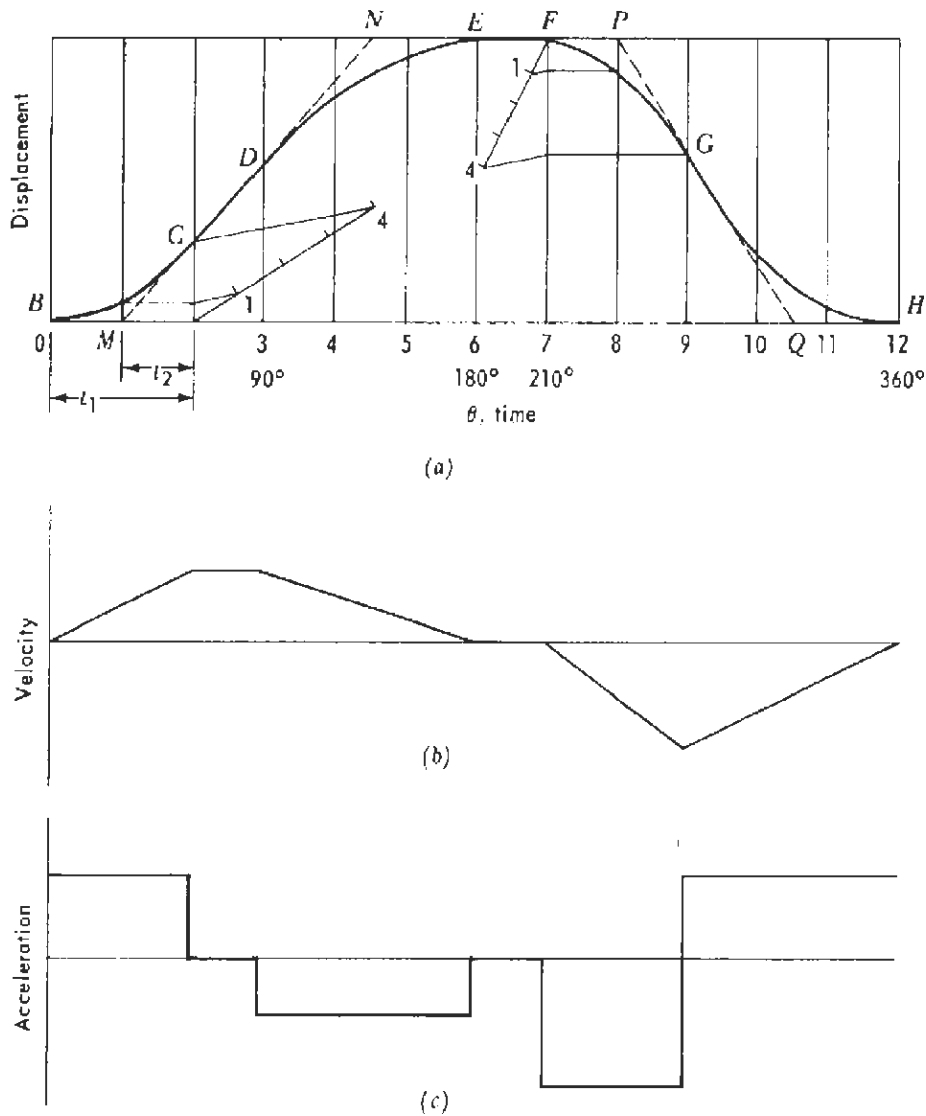 N E F P
1
Displacement
D
G
4
C
4
1
B
H
0 M 3 4 5 6 7 8 9 10 Q 11 12
t2
90° 180° 210° 360°
t1
θ, time
(a)
Velocity
(b)
Acceleration
(c)